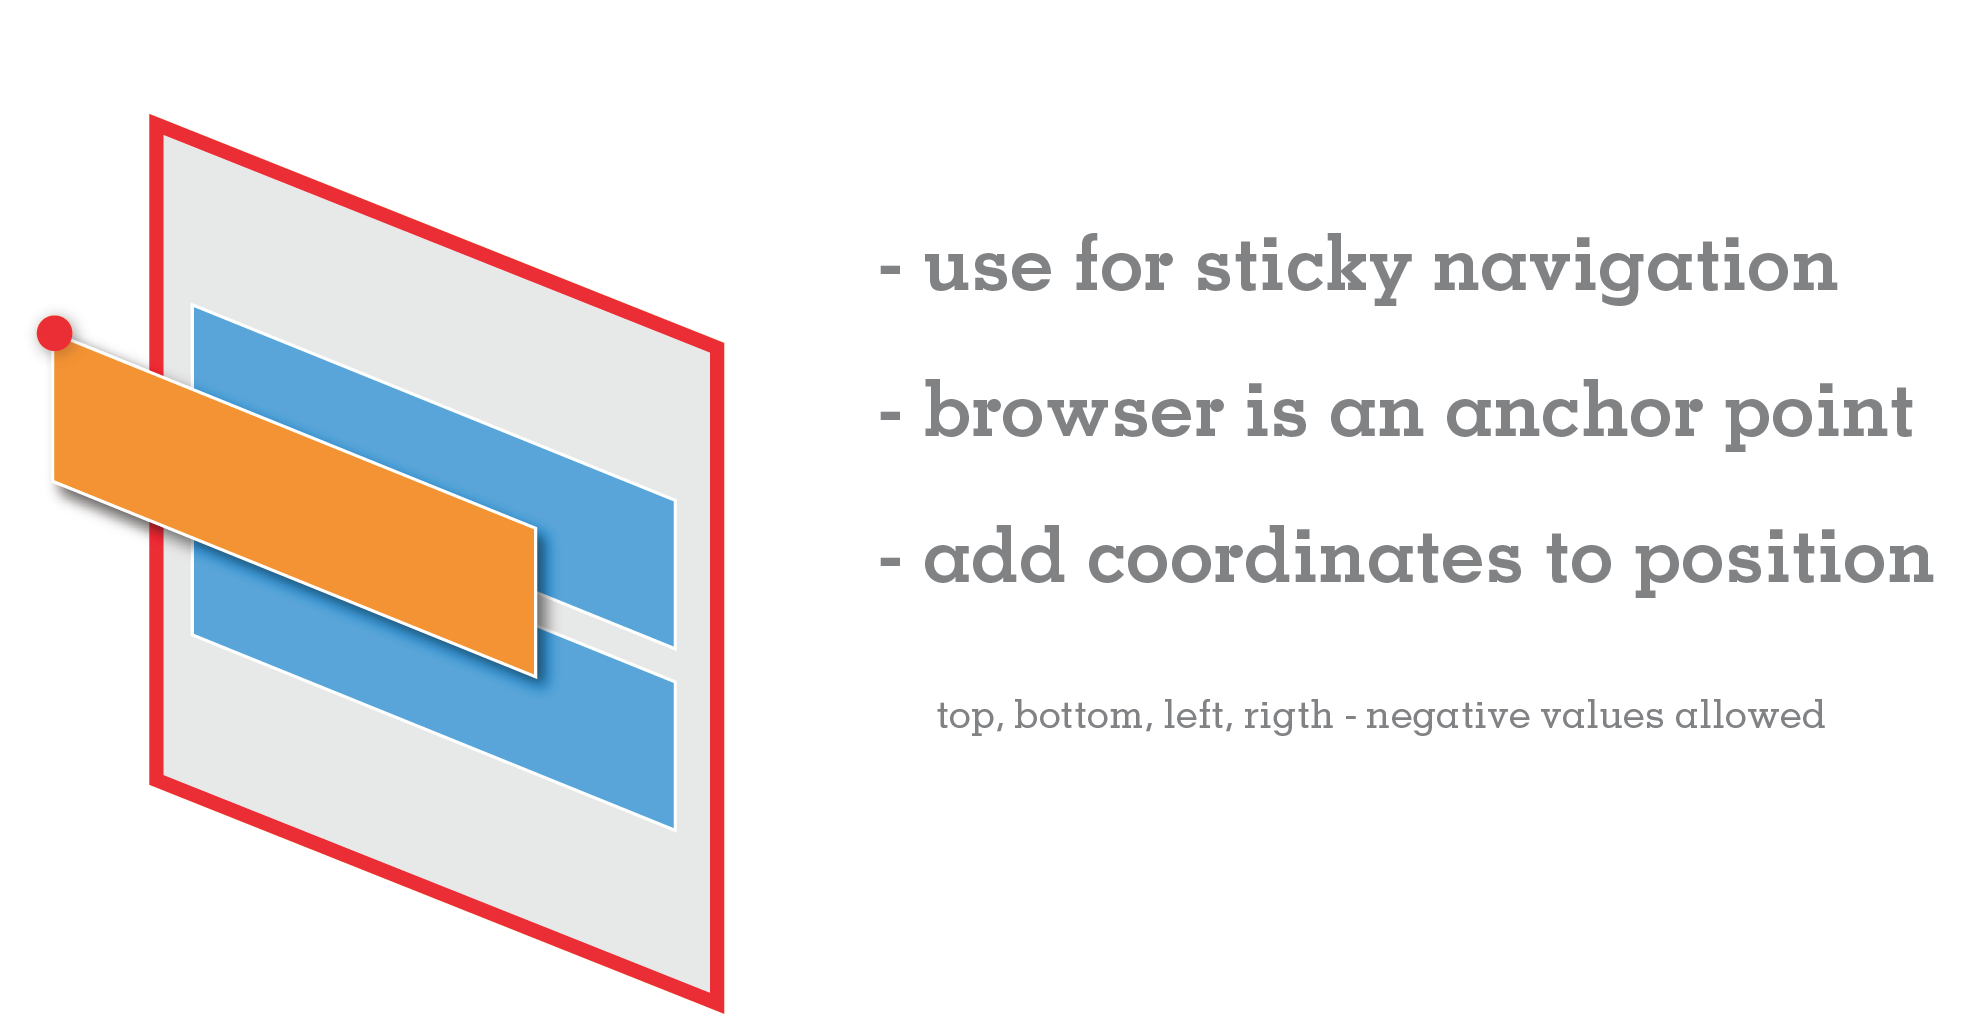 - use for sticky navigation
- browser is an anchor point
- add coordinates to position
top, bottom, left, rigth - negative values allowed